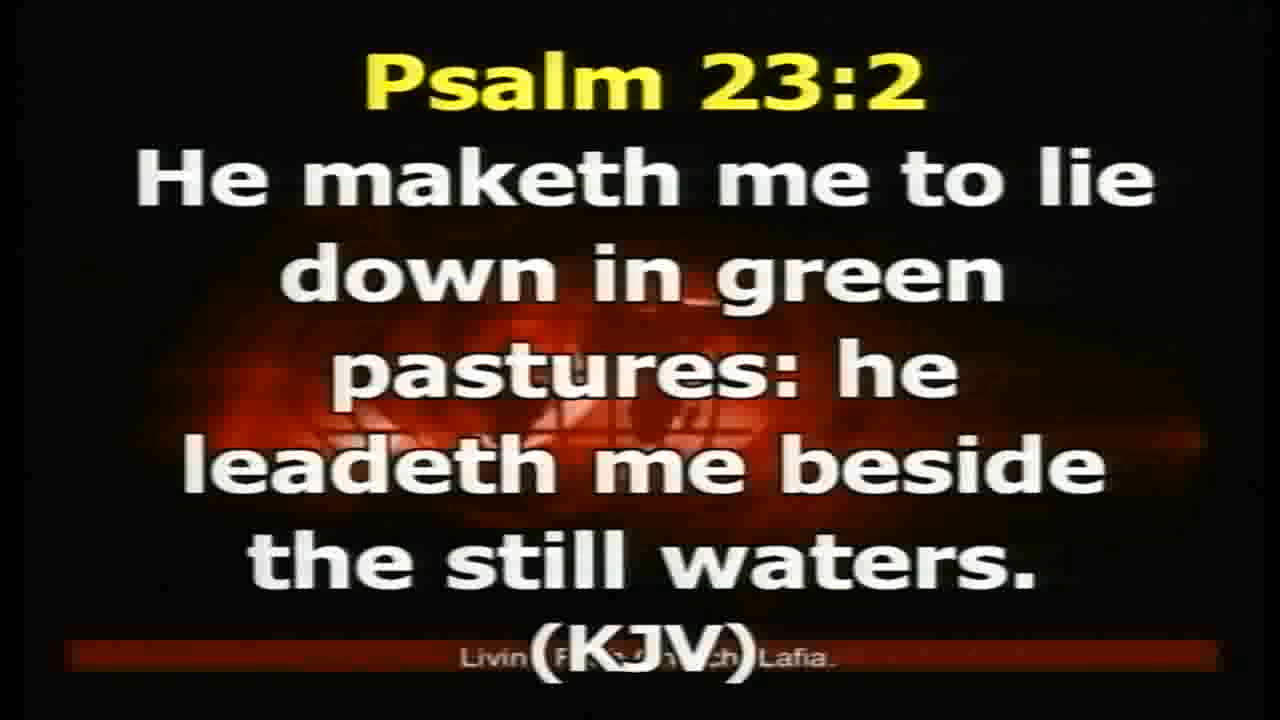 Psalm 23:2
He maketh me to lie
down in green
pastures: he
leadeth me beside
the still waters.
(KJV)
Lafia.